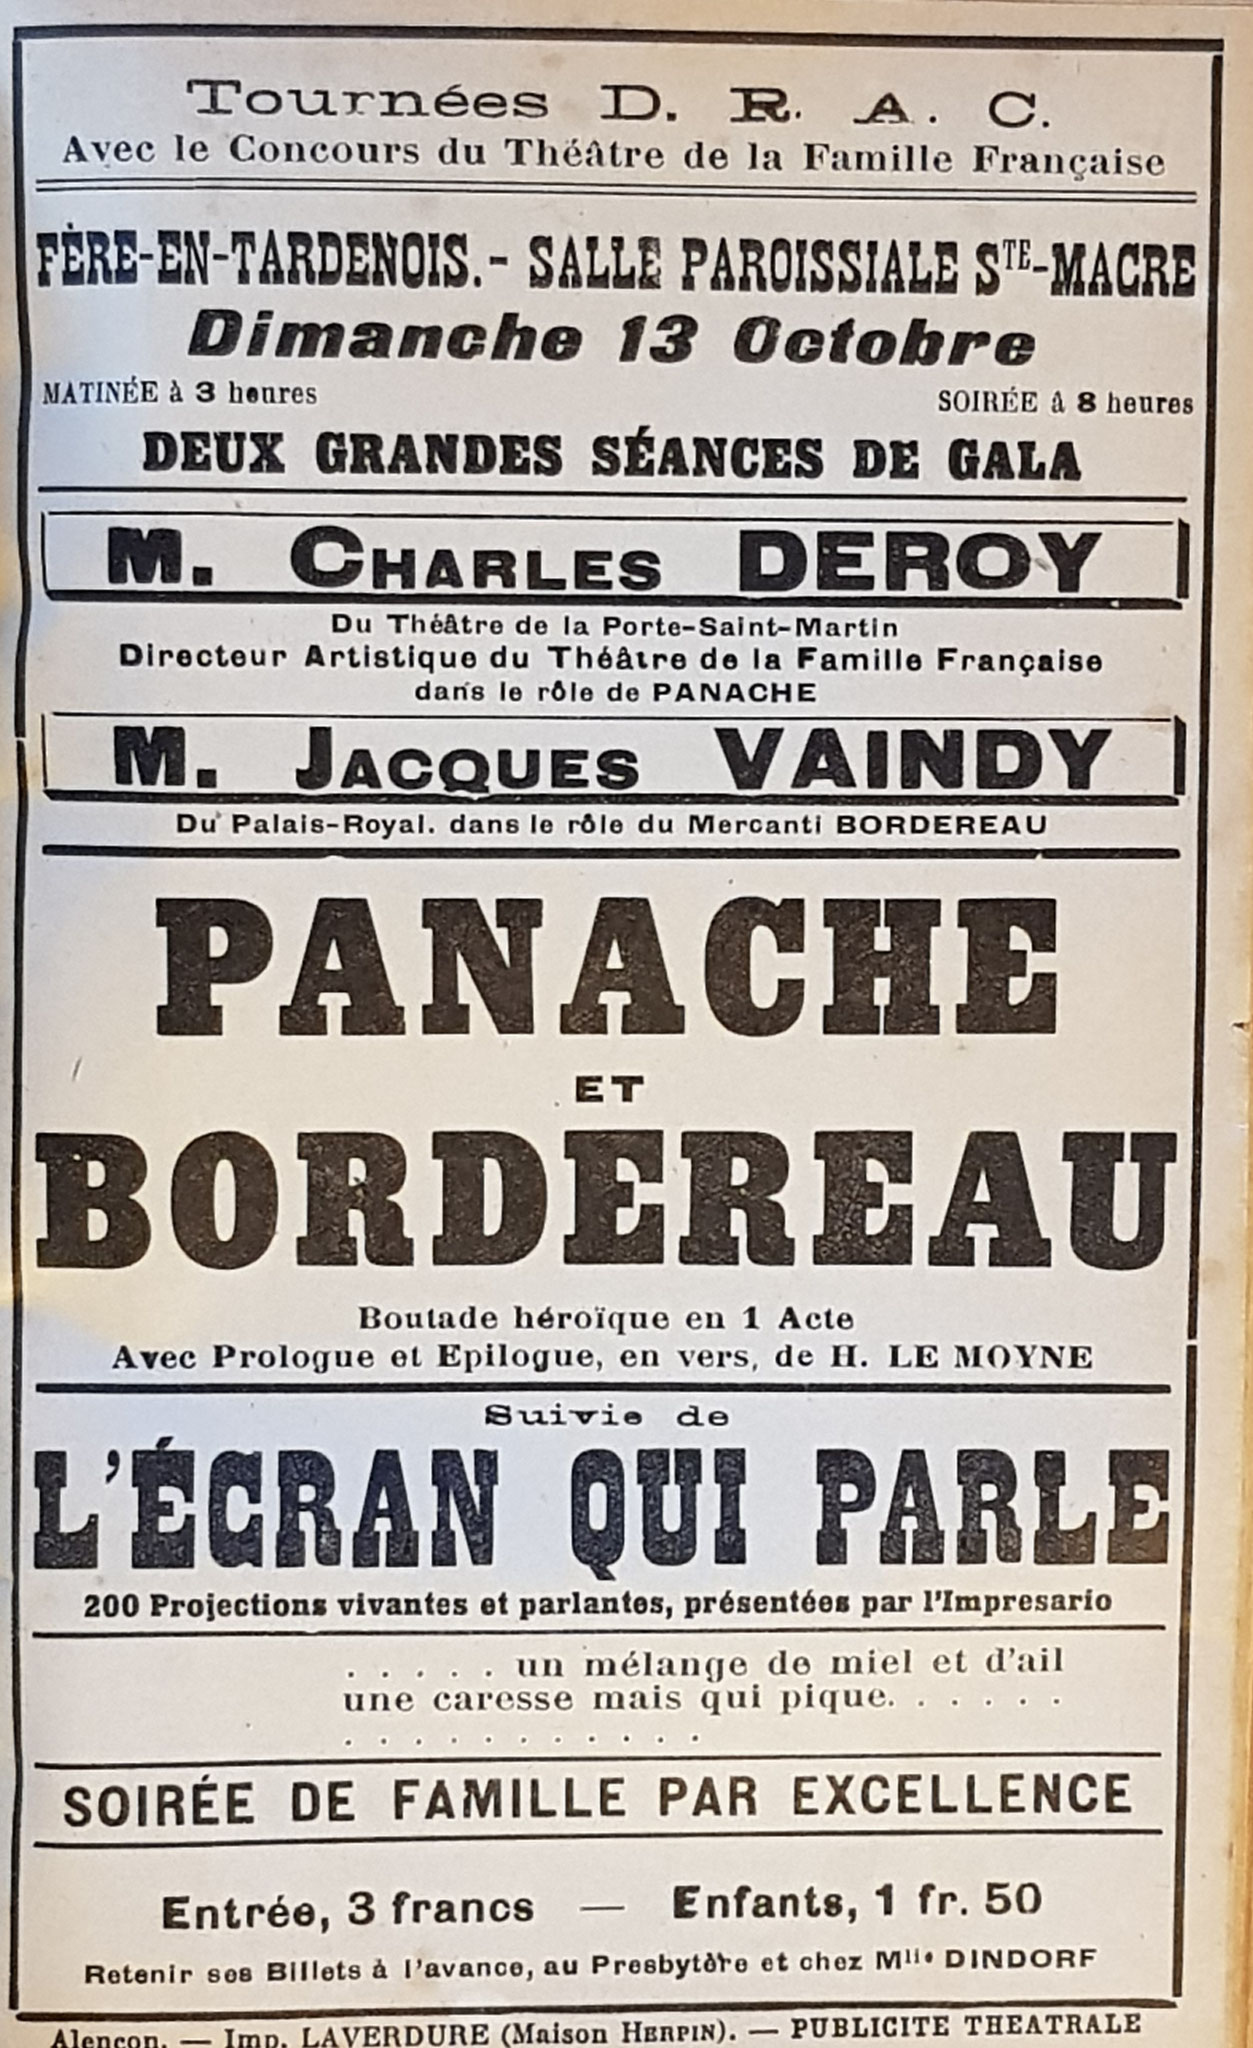 Tournées D. R. A. C.
Avec le Concours du Théâtre de la Famille Française
FÈRE-EN-TARDENOIS.- SALLE PAROISSIALE STE-MACRE
Dimanche 13 Octobre
MATINÉE à 3 heures SOIRÉE â 8 heures
DEUX GRANDES SÉANCES DE GALA
M. CHARLES DEROY
Du Théâtre de la Porte-Saint-Martin
Directeur Artistique du Théâtre de la Famille Française
dans le rôle de PANACHE
M. JACQUES VAINDY
Du Palais-Royal. dans le rôle du Mercanti BORDEREAU
PANACHE
ET
BORDEREAU
Boutade héroïque en 1 Acte
Avec Prologue et Epilogue, en vers, de H. LE MOYNE
Suivie de
L'ÉCRAN QUI PARLE
200 Projections vivantes et parlantes, présentées par l'Impresario
. . . . . un mélange de miel et d'ail
une caresse mais qui pique. . . . . .
. . . . . . . . . . . .
SOIRÉE DE FAMILLE PAR EXCELLENCE
Entrée, 3 francs — Enfants, 1 fr. 50
Retenir ses Billets à l'avance, au Presbytère et chez Mlle DINDORF
Alençon. — Imp. LAVERDURE (Maison HERPIN). — PUBLICITE THEATRALE